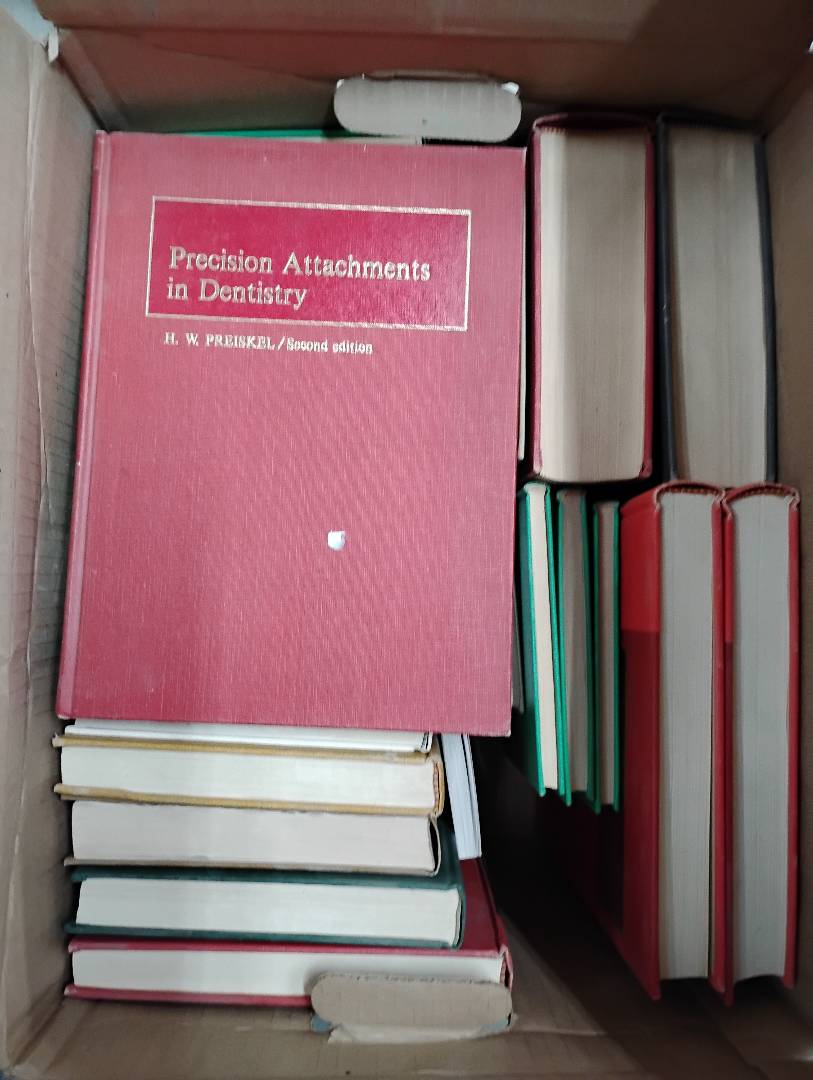 Precision Attachments
in Dentistry
H. W. PREISKEL/Second edition